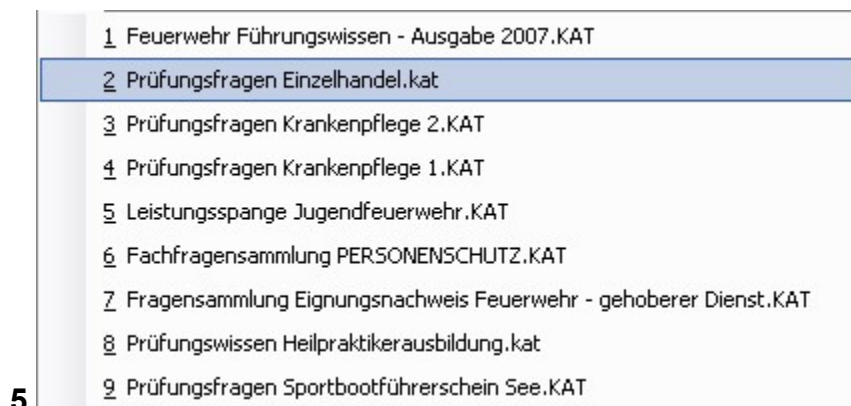 1 Feuerwehr Führungswissen - Ausgabe 2007.KAT
2 Prüfungsfragen Einzelhandel.kat
3 Prüfungsfragen Krankenpflege 2.KAT
4 Prüfungsfragen Krankenpflege 1.KAT
5 Leistungsspange Jugendfeuerwehr.KAT
6 Fachfragensammlung PERSONENSCHUTZ.KAT
7 Fragensammlung Eignungsnachweis Feuerwehr - gehoberer Dienst.KAT
8 Prüfungswissen Heilpraktikerausbildung.kat
9 Prüfungsfragen Sportbootführerschein See.KAT
5